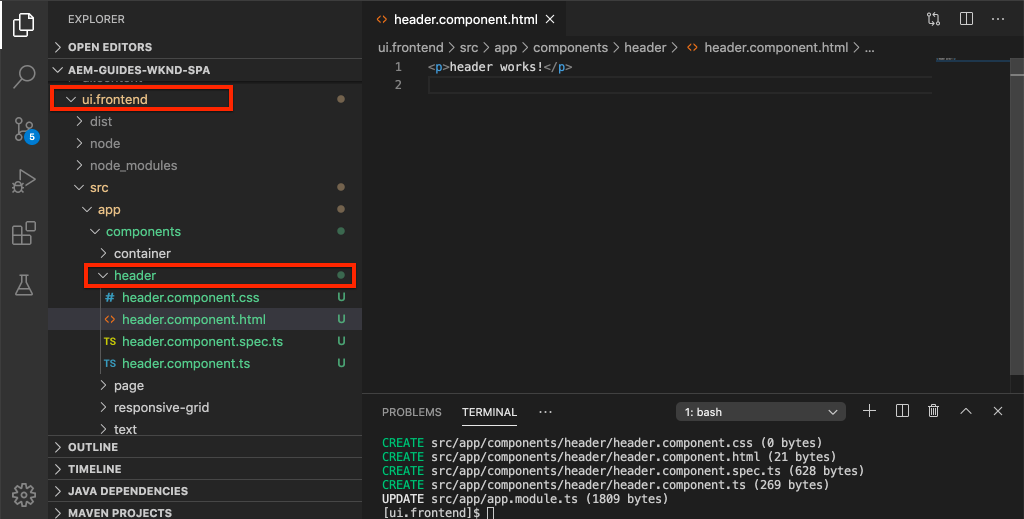 EXPLORER
OPEN EDITORS
AEM-GUIDES-WKND-SPA
ui.frontend
dist
node
node_modules
src
app
components
container
header
# header.component.css U
<> header.component.html U
TS header.component.spec.ts U
TS header.component.ts U
page
responsive-grid
text
OUTLINE
TIMELINE
JAVA DEPENDENCIES
MAVEN PROJECTS
5
<> header.component.html ×
ui.frontend > src > app > components > header > <> header.component.html > ...
1 <p>header works!</p>
2
PROBLEMS TERMINAL ··· 1: bash
CREATE src/app/components/header/header.component.css (0 bytes)
CREATE src/app/components/header/header.component.html (21 bytes)
CREATE src/app/components/header/header.component.spec.ts (628 bytes)
CREATE src/app/components/header/header.component.ts (269 bytes)
UPDATE src/app/app.module.ts (1809 bytes)
[ui.frontend]$